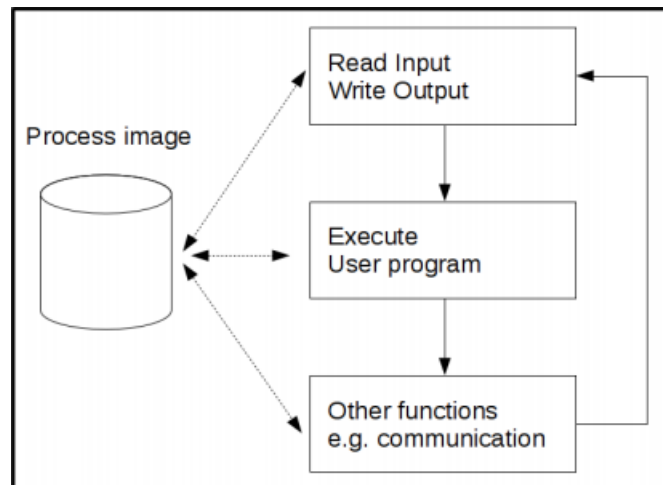 Read Input
Write Output
Process image
Execute
User program
Other functions
e.g. communication